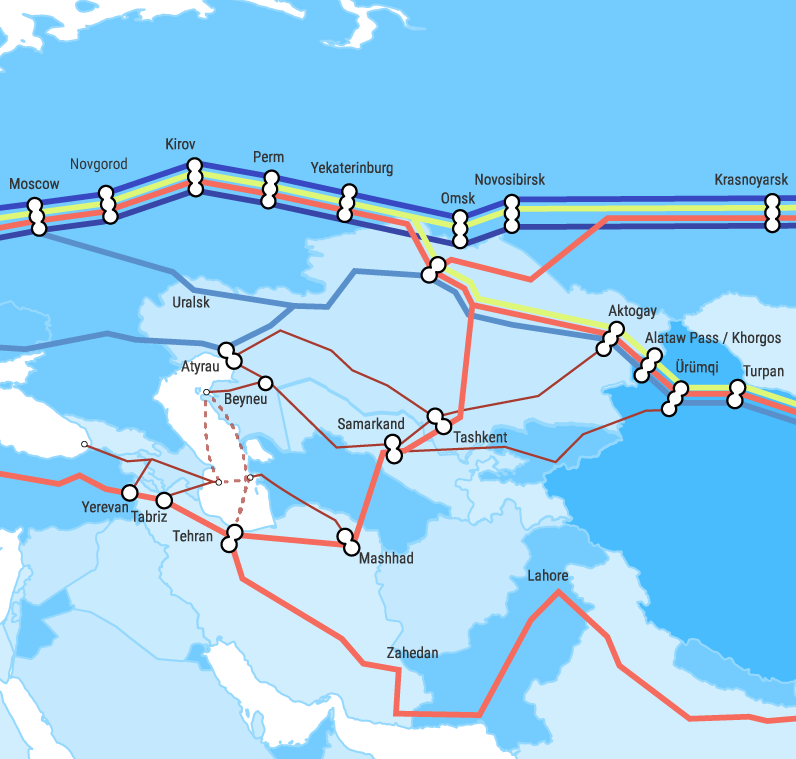 Kirov
Novgorod
Perm
Yekaterinburg
Moscow
Omsk
Novosibirsk
Krasnoyarsk
Uralsk
Aktogay
Alataw Pass / Khorgos
Atyrau
Ürümqi
Turpan
Beyneu
Samarkand
Tashkent
Yerevan
Tabriz
Tehran
Mashhad
Lahore
Zahedan